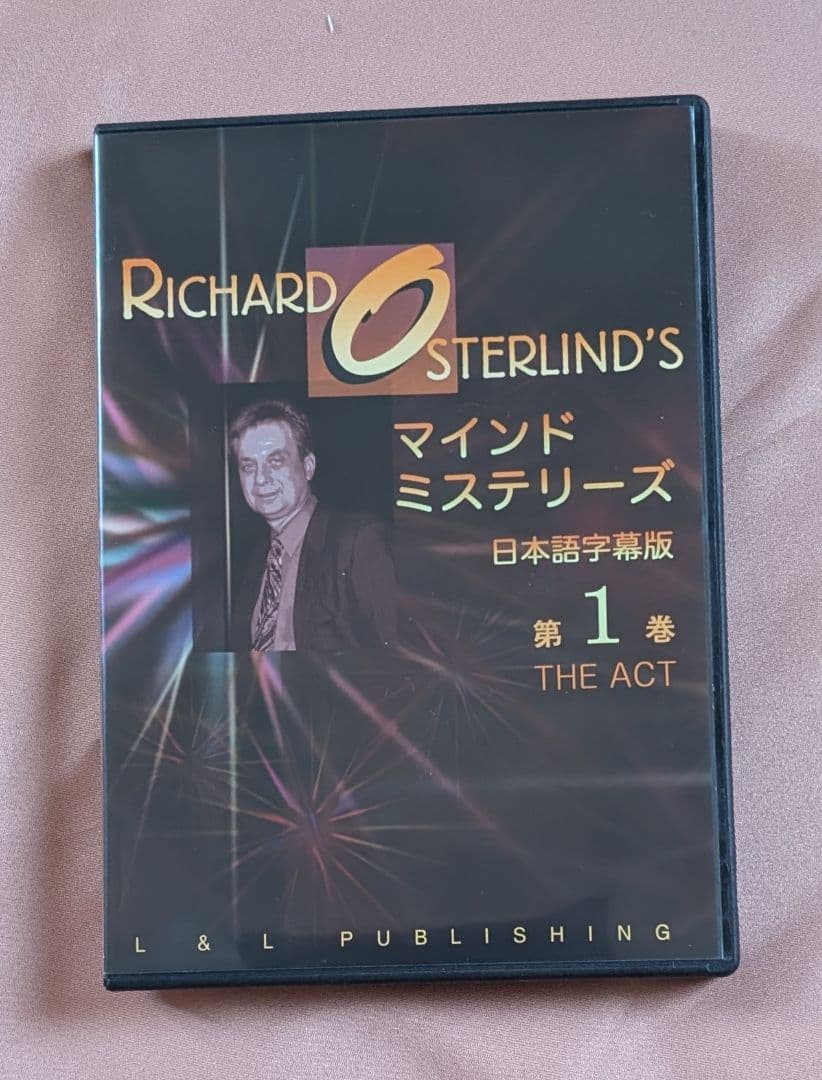 RICHARD OSTERLIND'S
マインド
ミステリーズ
日本語字幕版
第1巻
THE ACT
L & L PUBLISHING